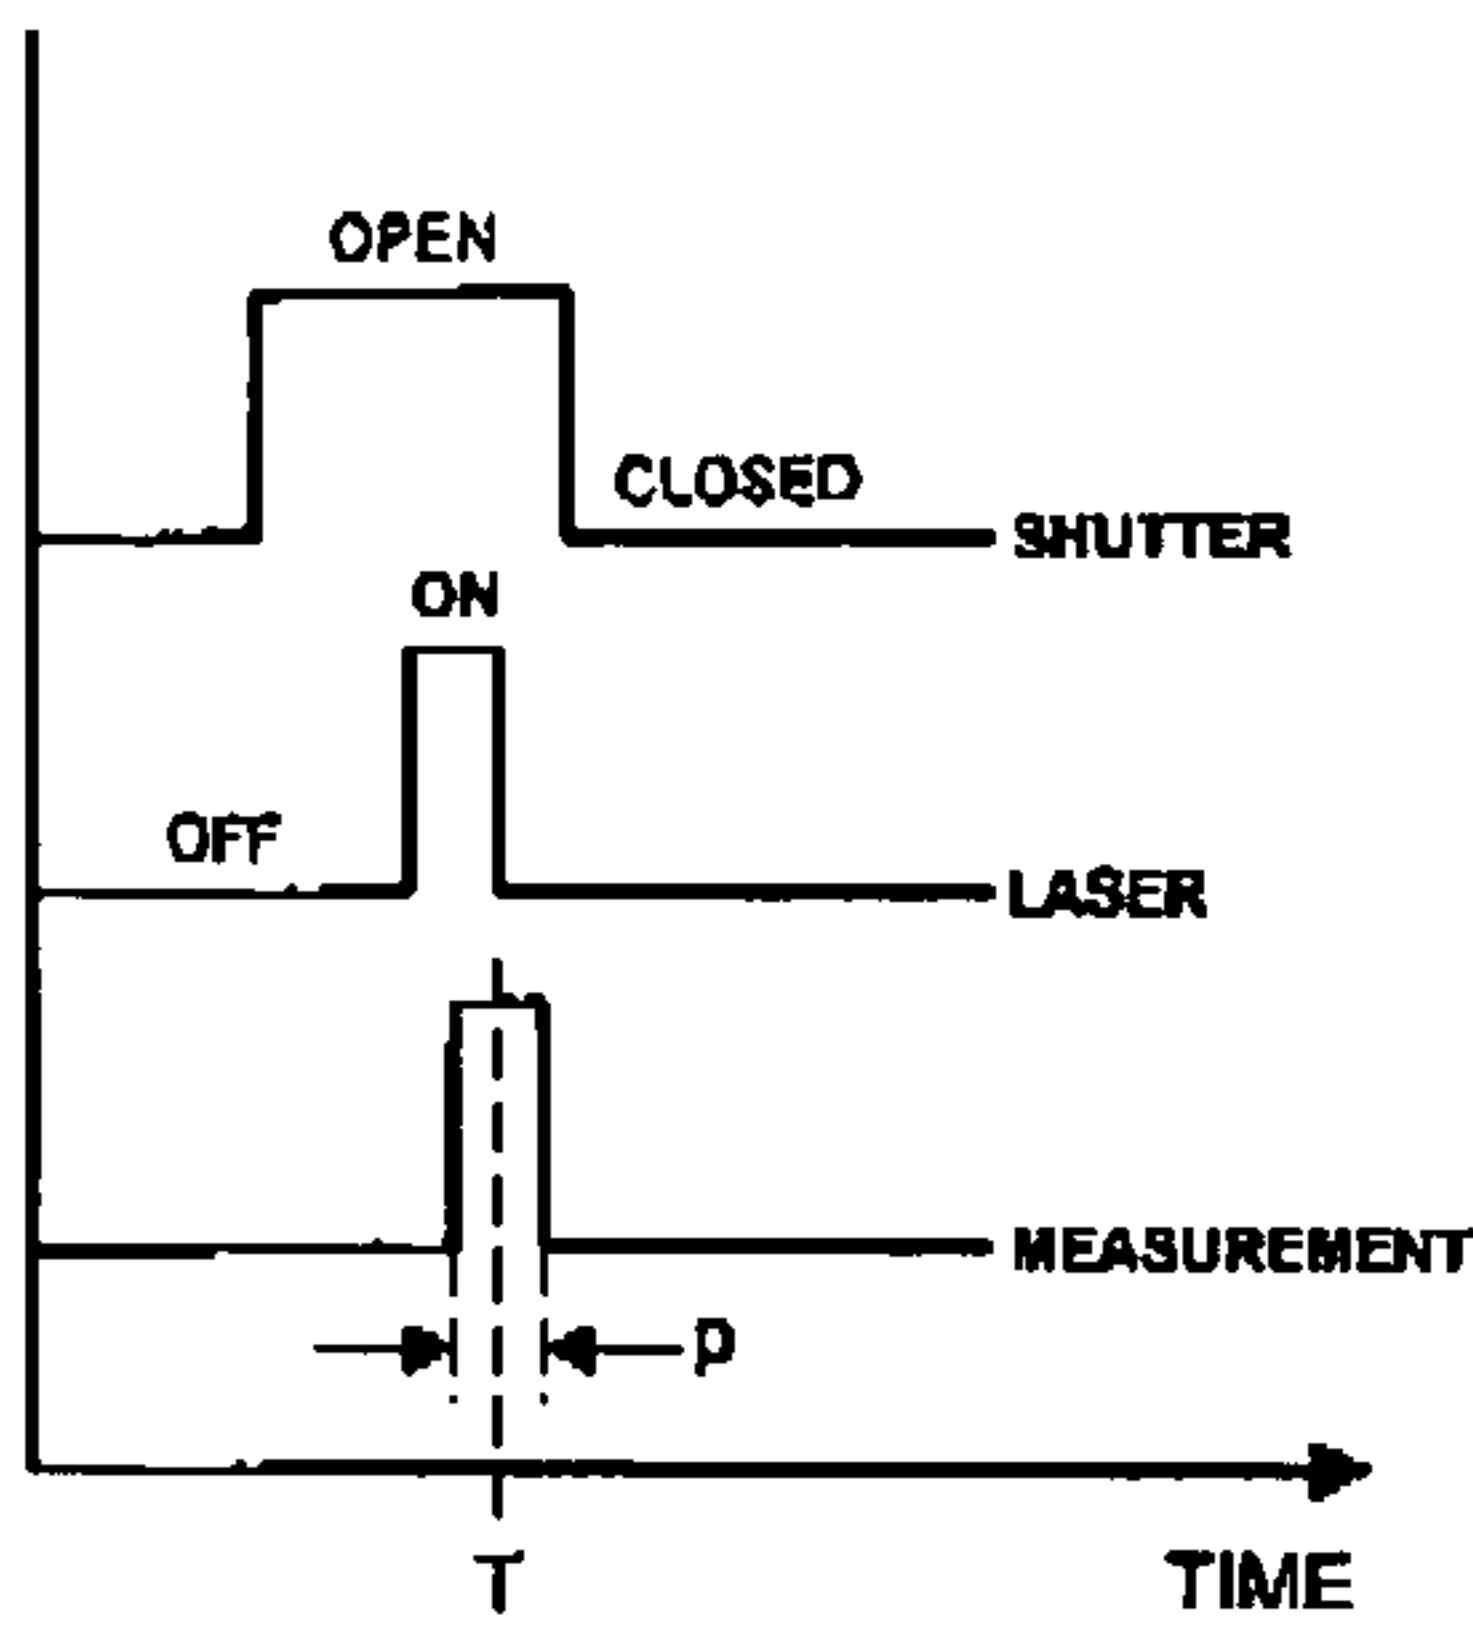 OPEN
CLOSED
SHUTTER
ON
OFF
LASER
MEASUREMENT
p
T
TIME